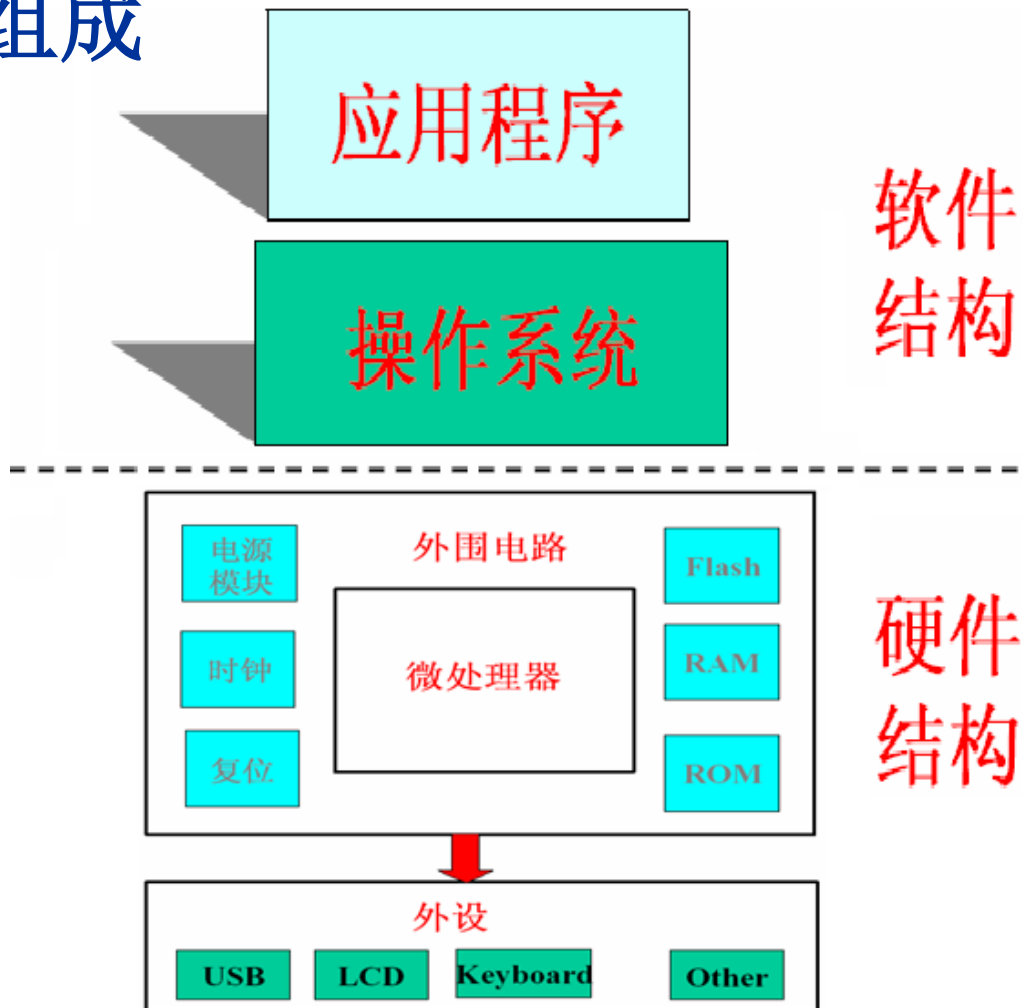 组成
应用程序
软件
结构
操作系统
电源
模块
外围电路
Flash
时钟
微处理器
RAM
复位
ROM
硬件
结构
外设
USB
LCD
Keyboard
Other